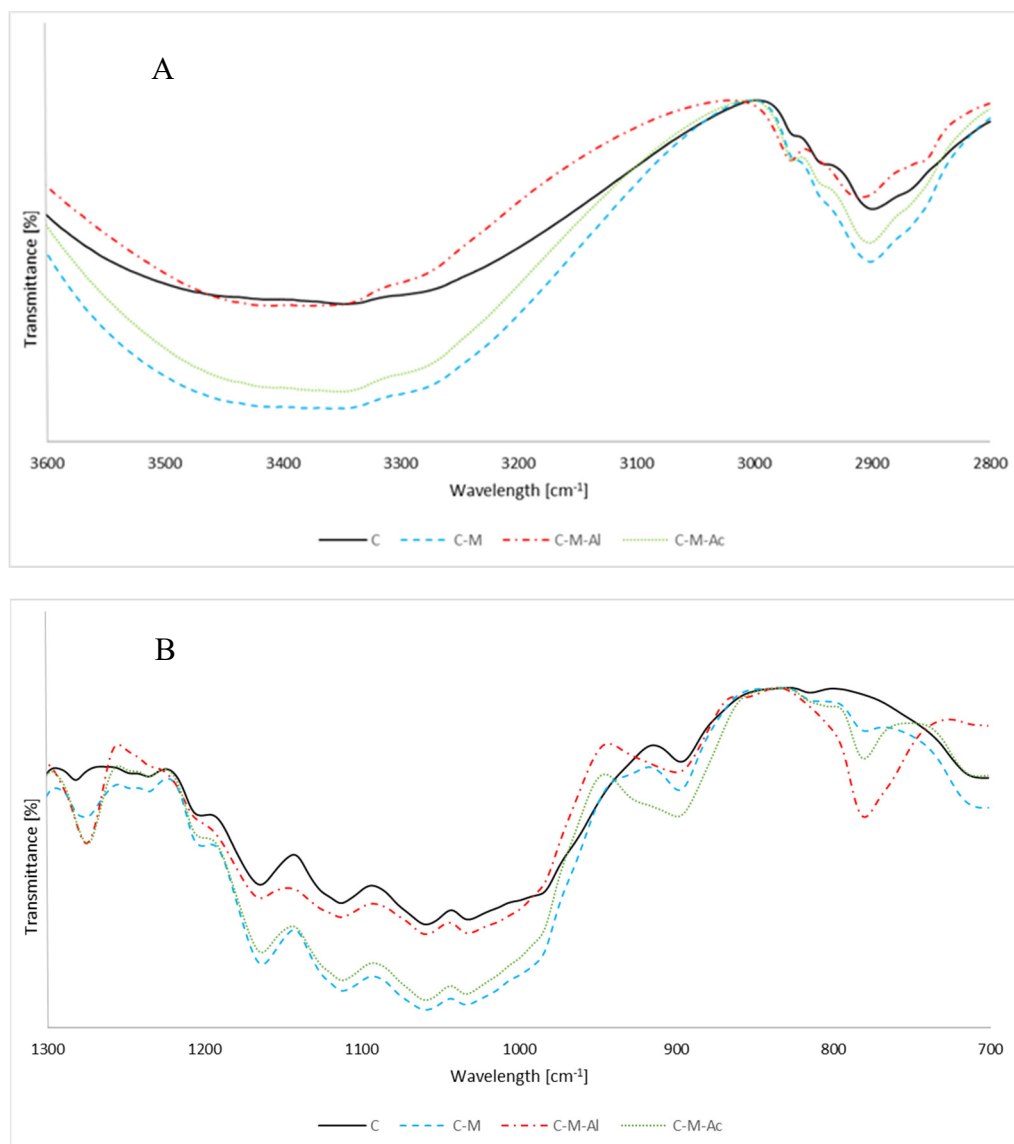 A
Transmittance [%]
3600 3500 3400 3300 3200 3100 3000 2900 2800
Wavelength [cm-1]
C C-M C-M-Al C-M-Ac
B
Transmittance [%]
1300 1200 1100 1000 900 800 700
Wavelength [cm-1]
C C-M C-M-Al C-M-Ac